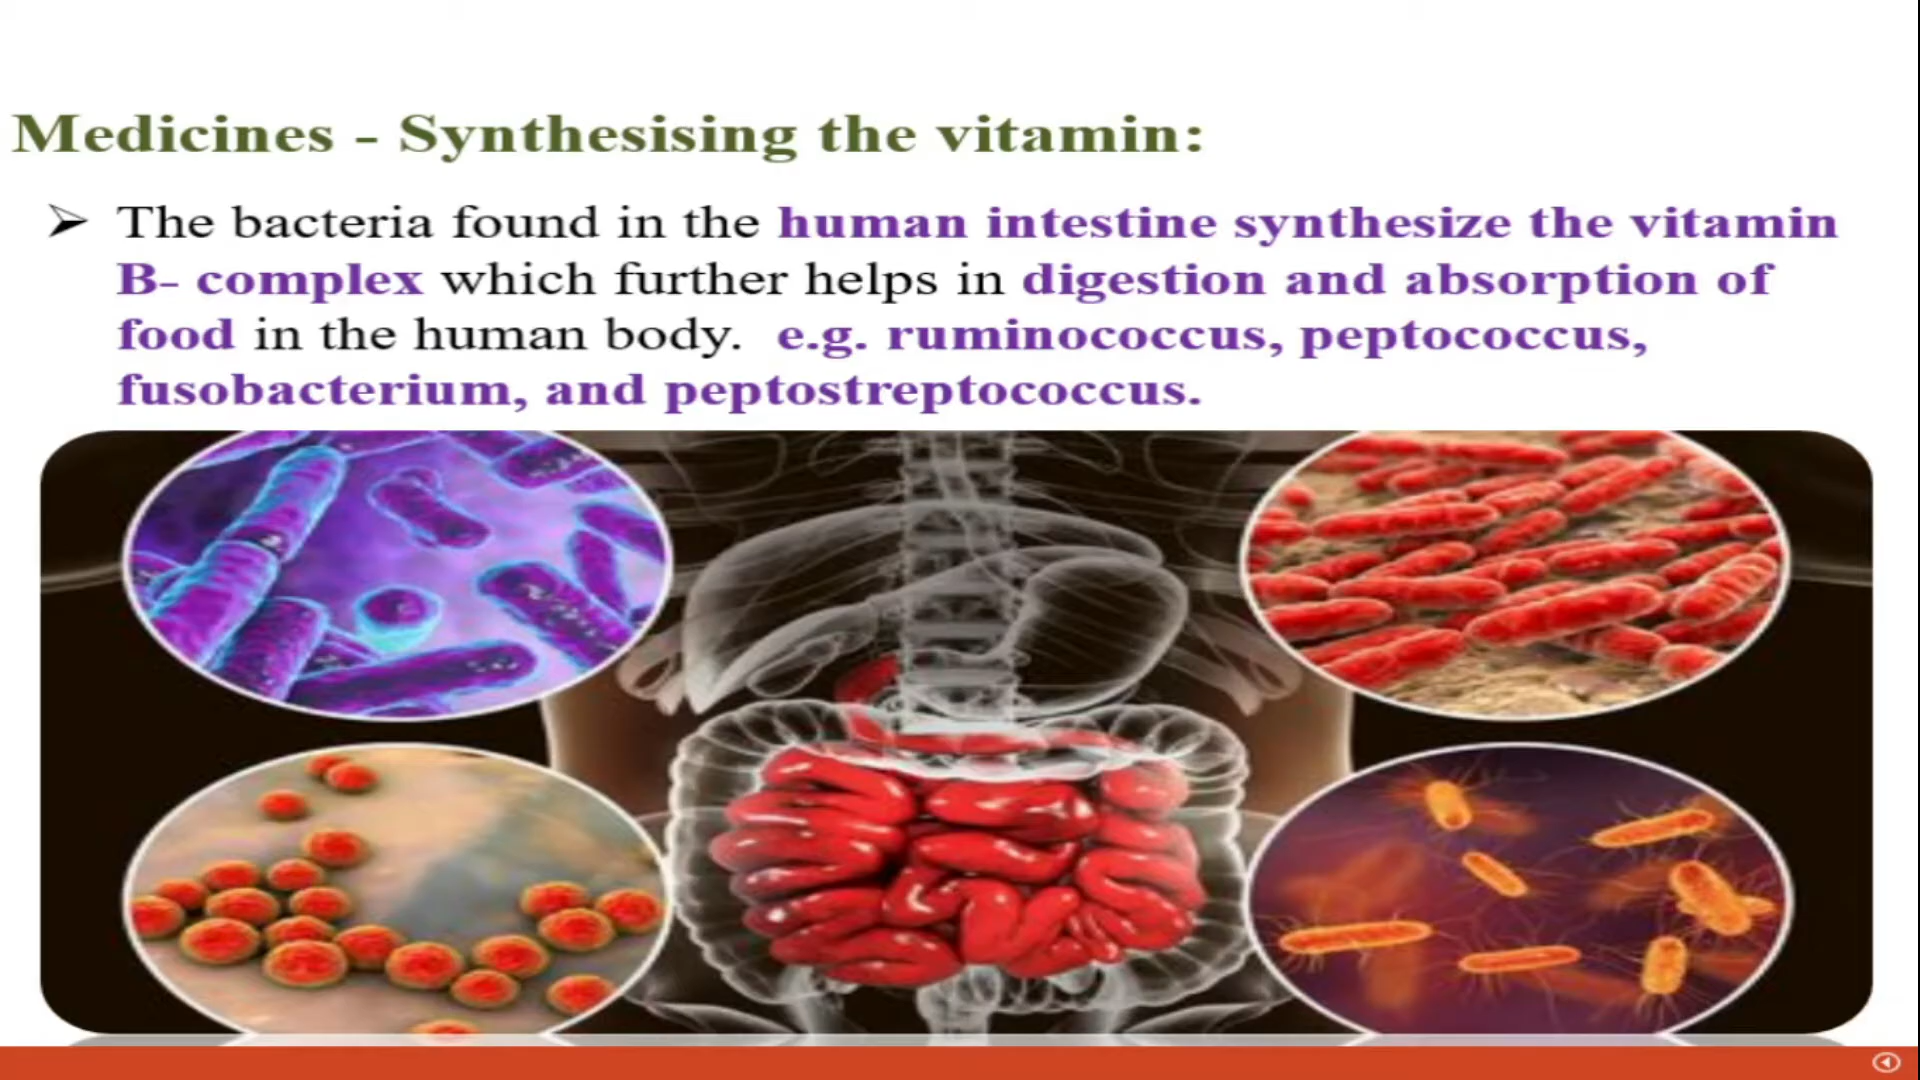 Medicines - Synthesising the vitamin:
➢ The bacteria found in the human intestine synthesize the vitamin
B- complex which further helps in digestion and absorption of
food in the human body. e.g. ruminococcus, peptococcus,
fusobacterium, and peptostreptococcus.